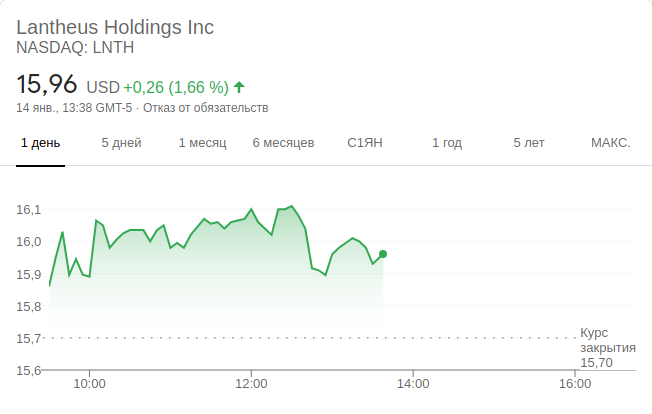 Lantheus Holdings Inc
NASDAQ: LNTH
15,96 USD +0,26 (1,66 %)
14 янв., 13:38 GMT-5 · Отказ от обязательств
1 день 5 дней 1 месяц 6 месяцев С1ЯН 1 год 5 лет МАКС.
16,1
16,0
15,9
15,8
15,7
Курс
закрытия
15,70
15,6
10:00 12:00 14:00 16:00